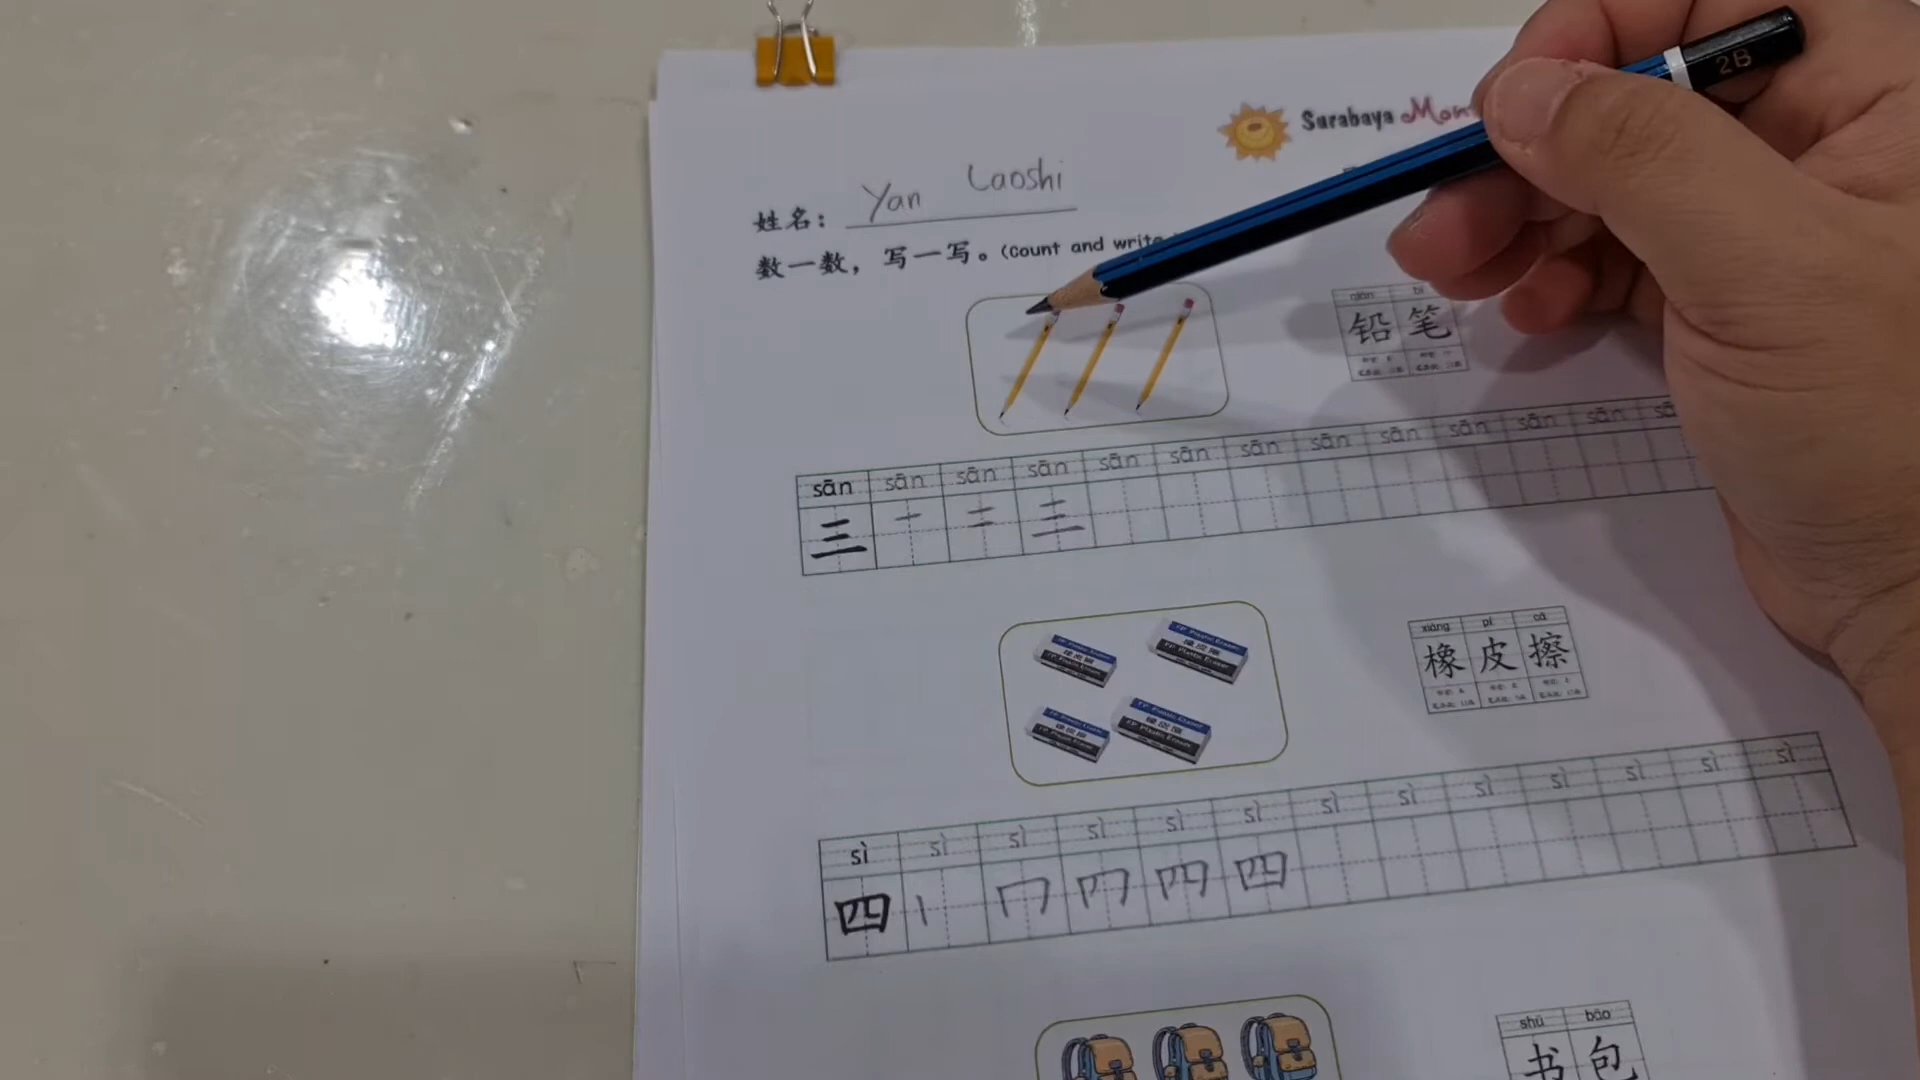 2B
Surabaya
姓名： Yan Laoshi
数一数，写一写。(Count and write
qiān bǐ
铅 笔
sān sān sān sān sān sān sān sān sān sān sān sān
三 一 二 三
xiàng pí cā
橡 皮 擦
sì sì sì sì sì sì sì sì sì sì sì sì sì
四 丨 冂 四
shū bāo
书 包